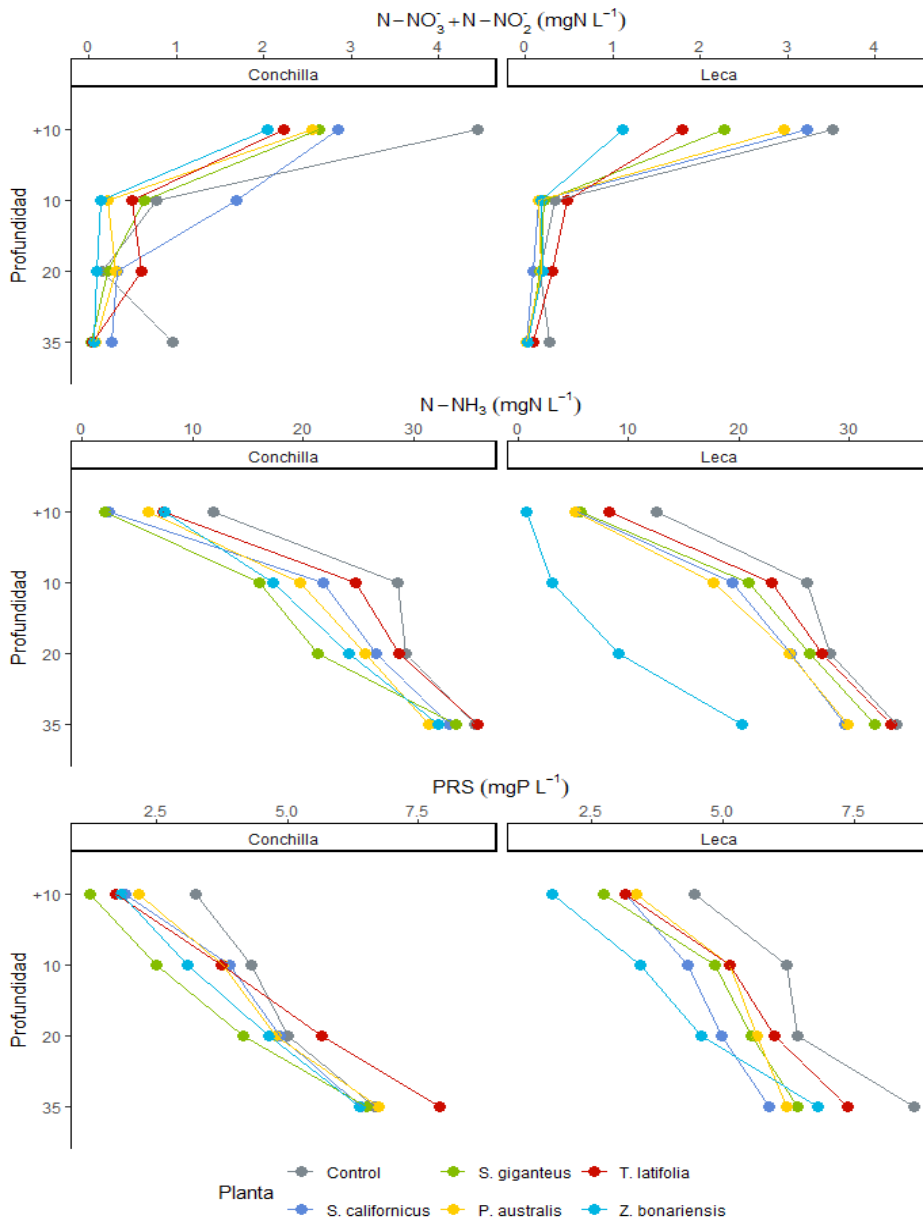 N−NO₃⁻+N−NO₂⁻ (mgN L⁻¹)
0 1 2 3 4 0 1 2 3 4
Conchilla Leca
+10
10
20
35
Profundidad
N−NH₃ (mgN L⁻¹)
0 10 20 30 0 10 20 30
Conchilla Leca
+10
10
20
35
Profundidad
PRS (mgP L⁻¹)
2.5 5.0 7.5 2.5 5.0 7.5
Conchilla Leca
+10
10
20
35
Profundidad
Planta
Control S. giganteus T. latifolia
S. californicus P. australis Z. bonariensis